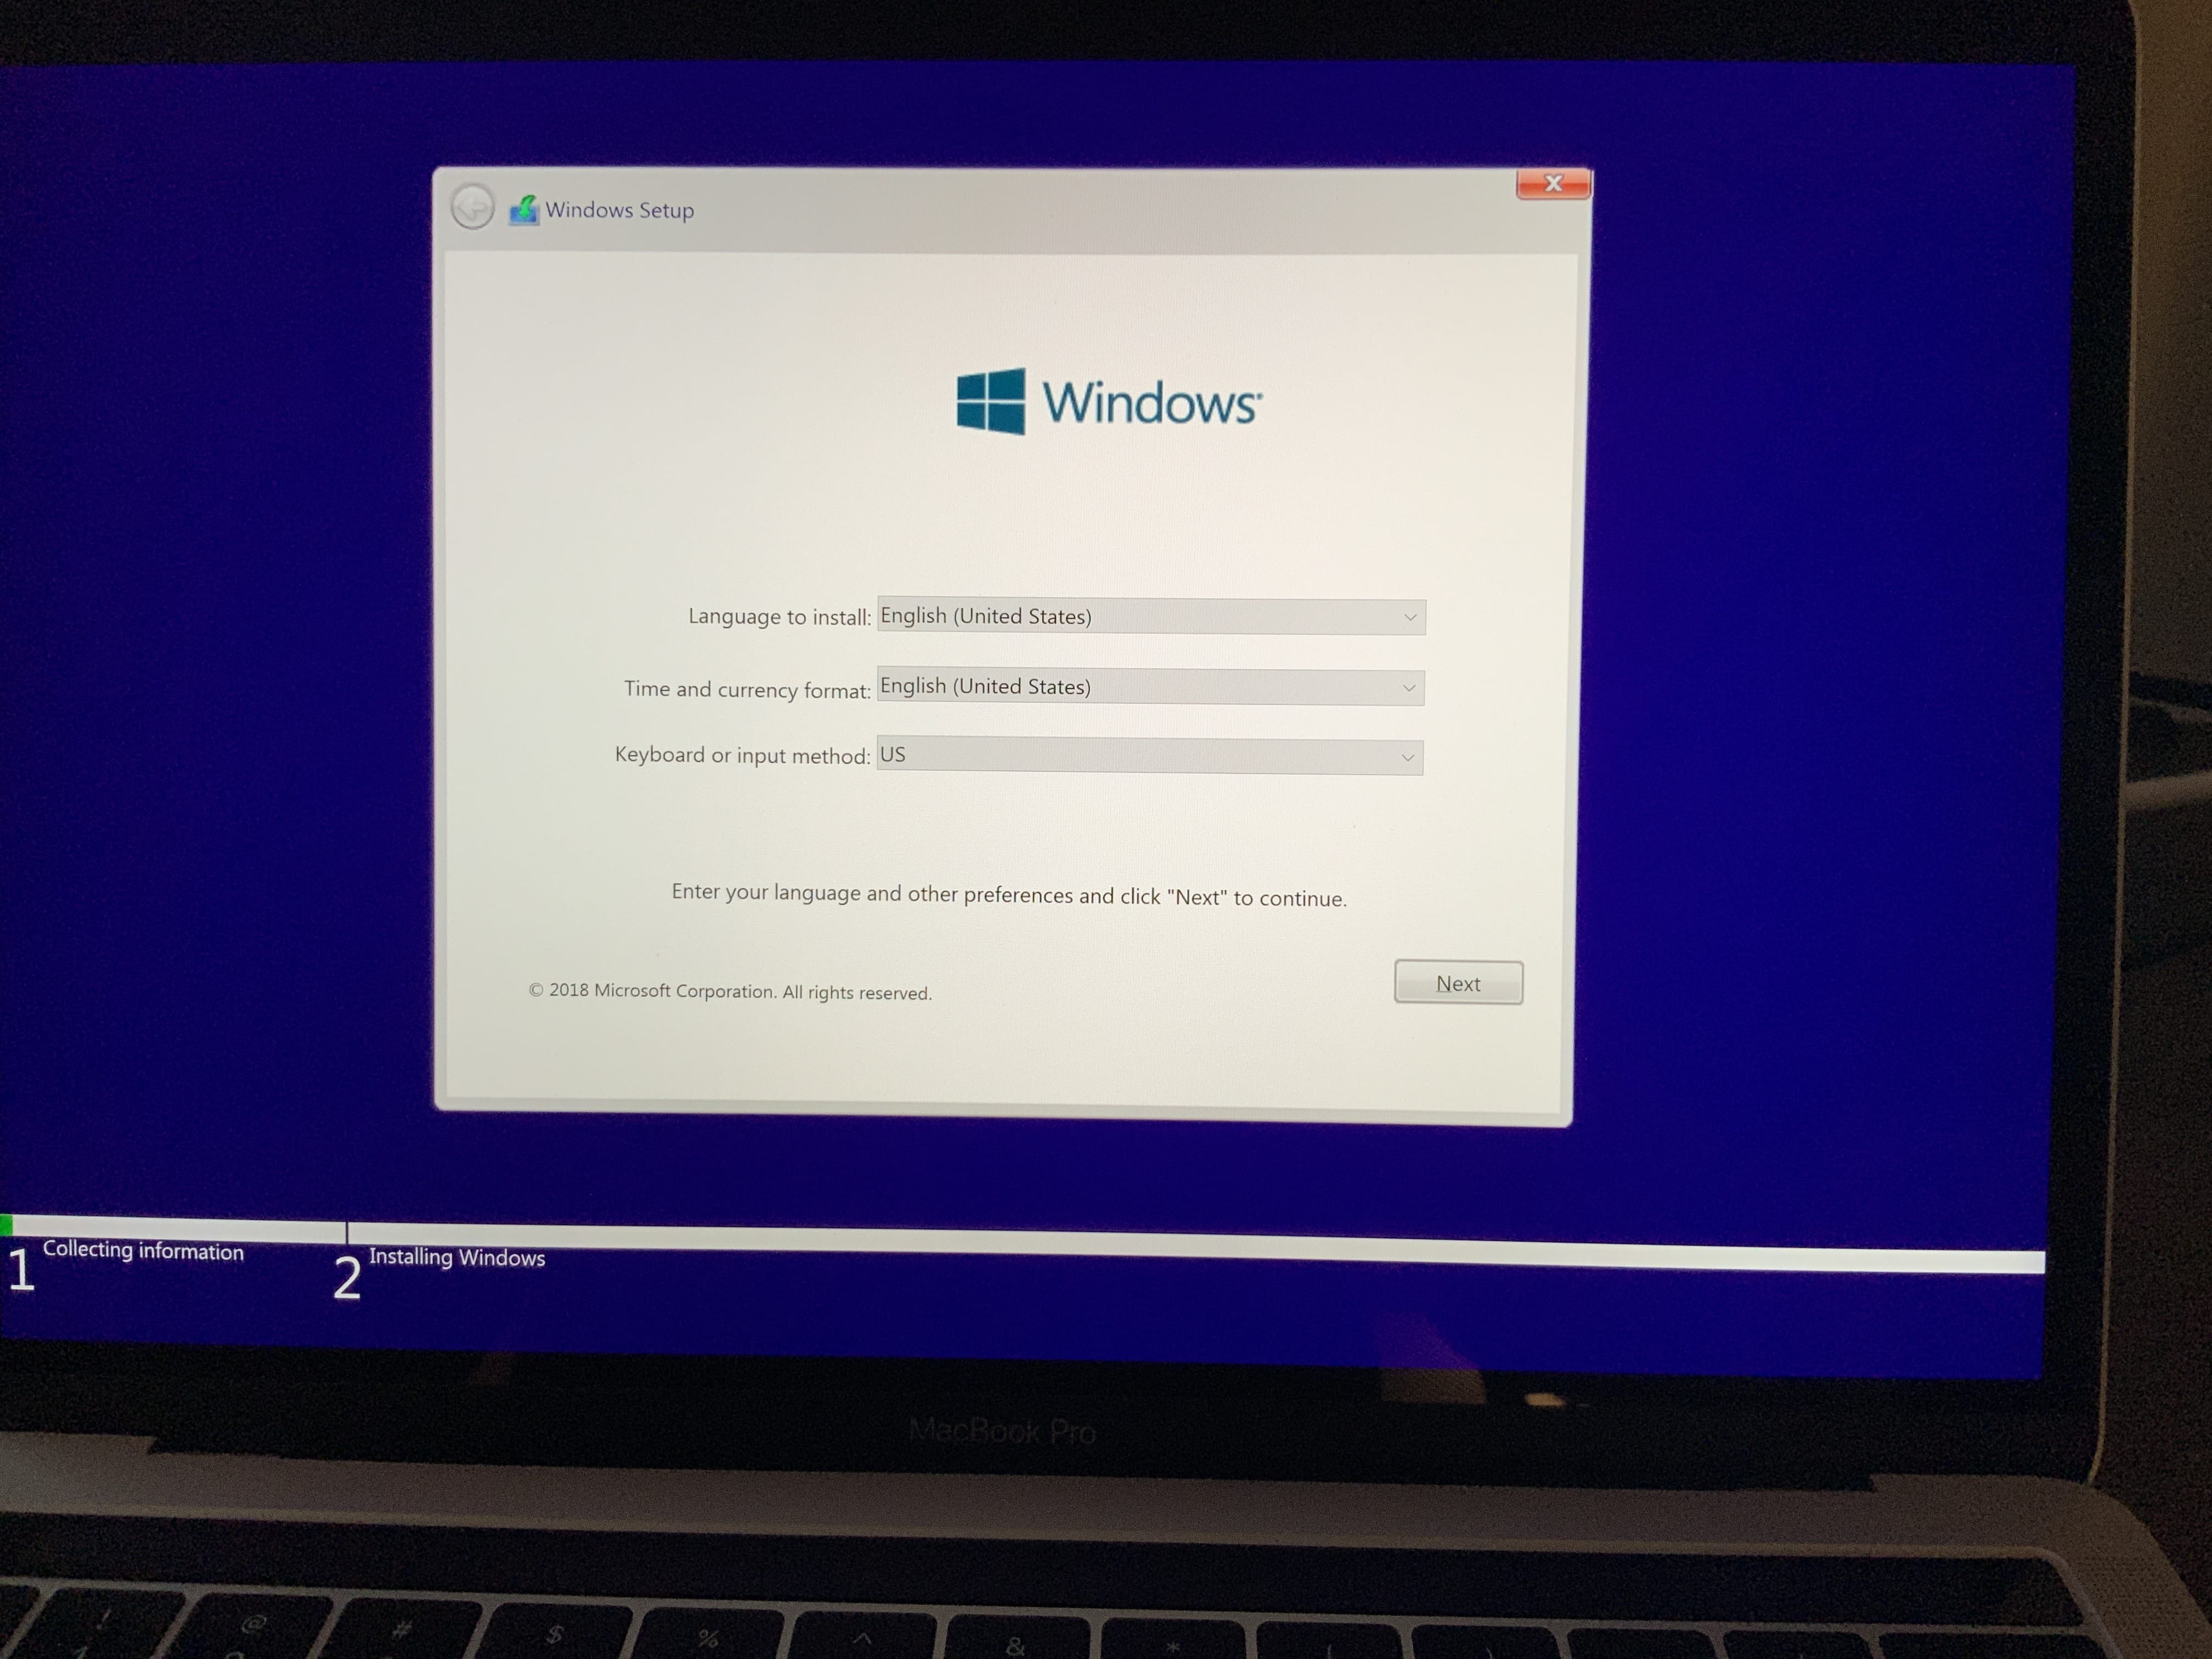 Windows Setup
x
Windows®
Language to install: English (United States)
Time and currency format: English (United States)
Keyboard or input method: US
Enter your language and other preferences and click "Next" to continue.
© 2018 Microsoft Corporation. All rights reserved.
Next
1 Collecting information
2 Installing Windows
MacBook Pro
! @ # $ % ^ & *